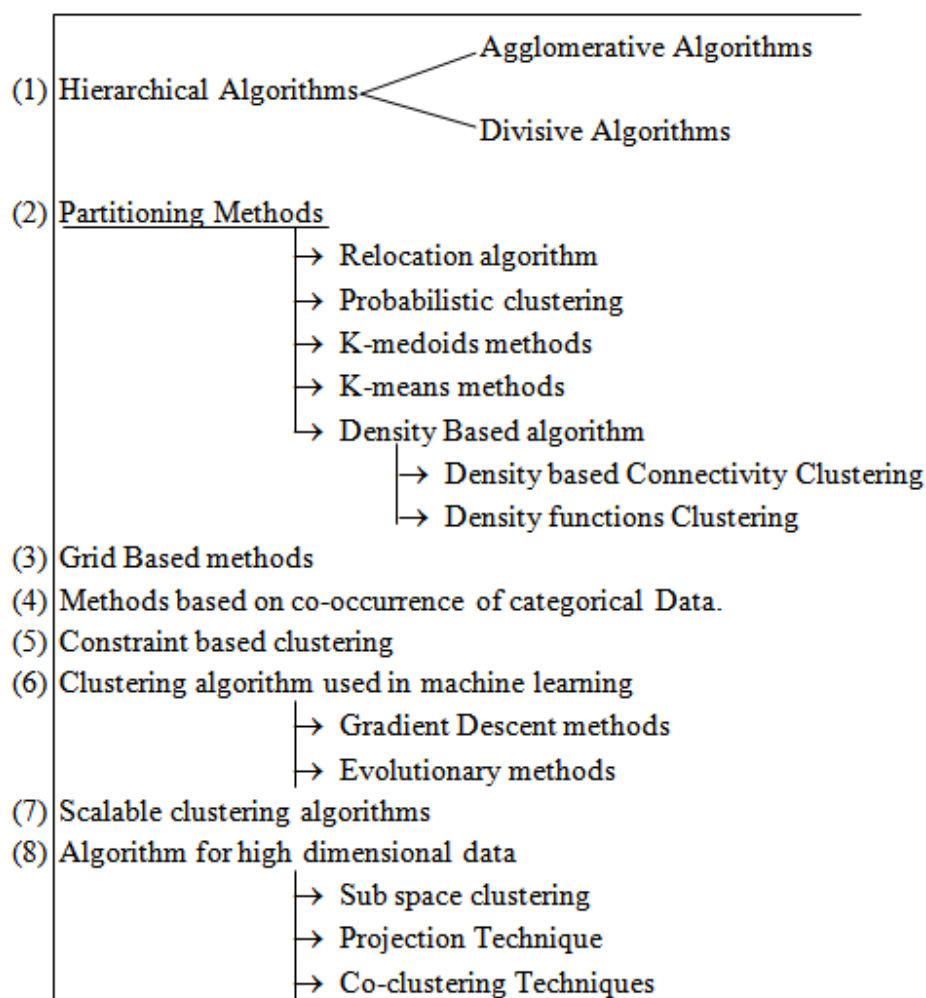 Agglomerative Algorithms
(1) Hierarchical Algorithms
Divisive Algorithms
(2) Partitioning Methods
→ Relocation algorithm
→ Probabilistic clustering
→ K-medoids methods
→ K-means methods
→ Density Based algorithm
→ Density based Connectivity Clustering
→ Density functions Clustering
(3) Grid Based methods
(4) Methods based on co-occurrence of categorical Data.
(5) Constraint based clustering
(6) Clustering algorithm used in machine learning
→ Gradient Descent methods
→ Evolutionary methods
(7) Scalable clustering algorithms
(8) Algorithm for high dimensional data
→ Sub space clustering
→ Projection Technique
→ Co-clustering Techniques